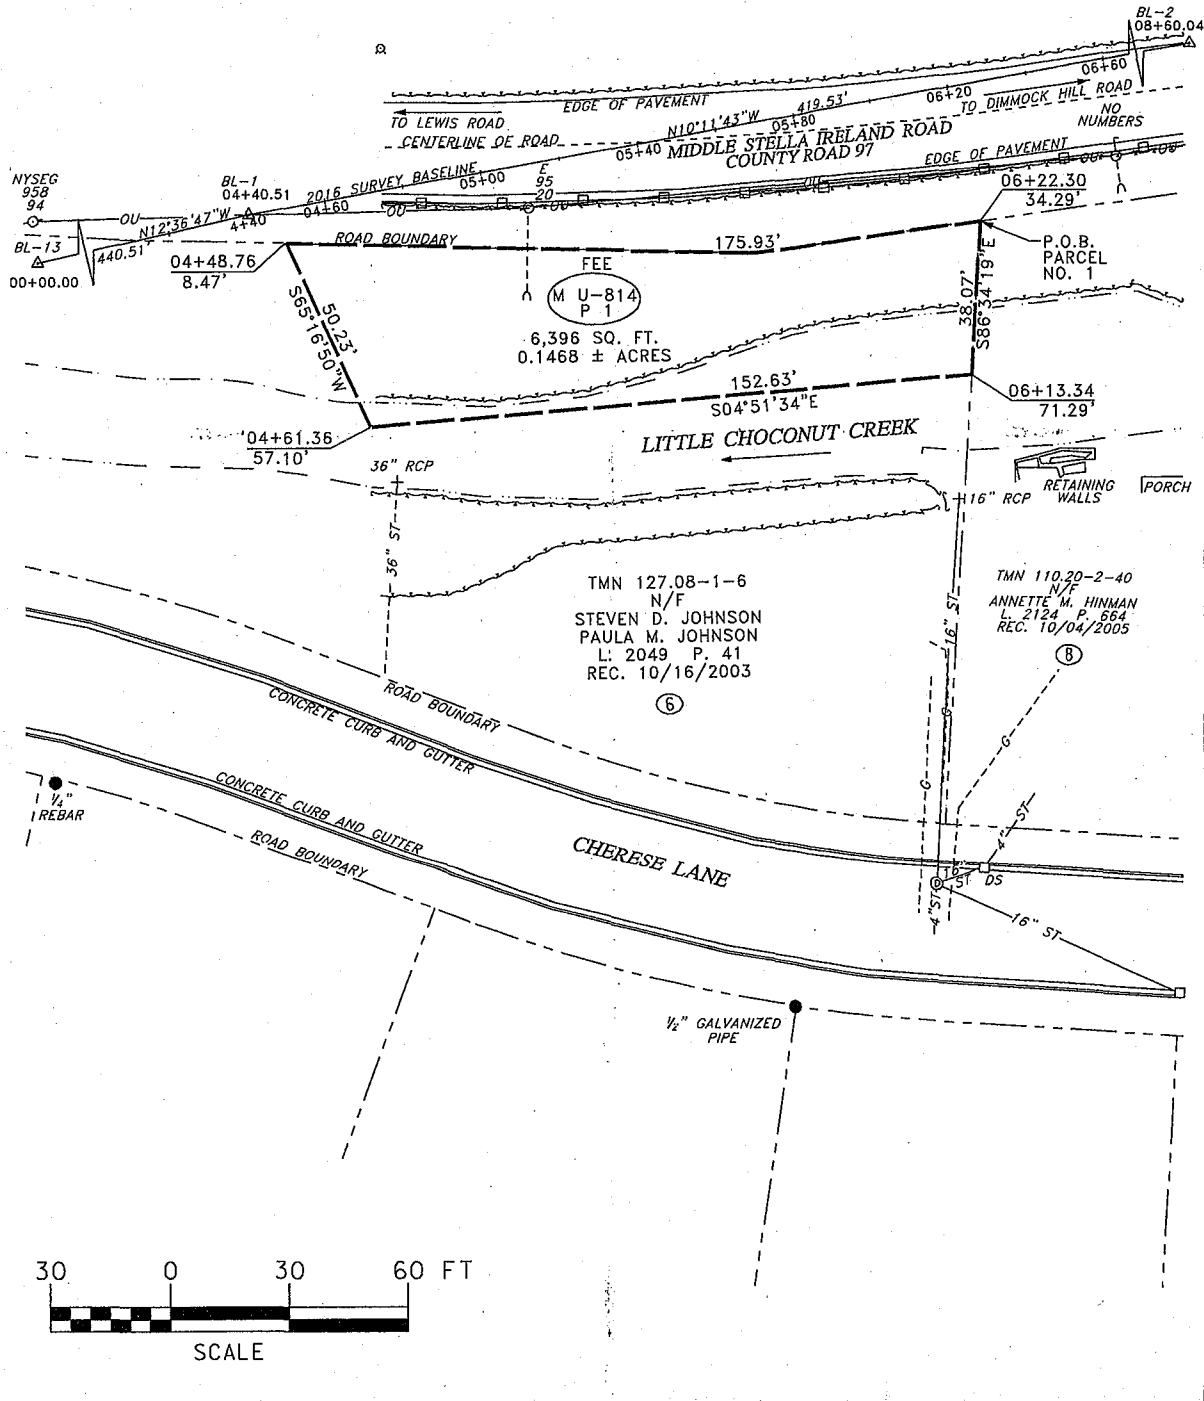 BL-2
08+60.04
06+60
EDGE OF PAVEMENT
419.53'
06+20
TO DIMMOCK HILL ROAD
TO LEWIS ROAD
N10°11'43"W
05+80
NO
NUMBERS
CENTERLINE OF ROAD
05+40
MIDDLE STELLA IRELAND ROAD
COUNTY ROAD 97
EDGE OF PAVEMENT
NYSEG
958
94
BL-1
04+40.51
2016 SURVEY BASELINE
05+00
E
95
20
OU
OU
06+22.30
34.29'
OU
N12°36'47"W
4+40
04+60
OU
OU
BL-13
440.51'
ROAD BOUNDARY
175.93'
P.O.B.
PARCEL
NO. 1
00+00.00
04+48.76
8.47'
FEE
M U-814
P 1
6,396 SQ. FT.
0.1468 ± ACRES
50.23'
S65°16'50"W
38.07'
S86°34'19"E
152.63'
S04°51'34"E
06+13.34
71.29'
04+61.36
57.10'
LITTLE CHOCONUT CREEK
36" RCP
16" RCP
RETAINING
WALLS
PORCH
36" ST
TMN 127.08-1-6
N/F
STEVEN D. JOHNSON
PAULA M. JOHNSON
L: 2049 P. 41
REC. 10/16/2003
6
TMN 110.20-2-40
N/F
ANNETTE M. HINMAN
L. 2124 P. 664
REC. 10/04/2005
8
16" ST
ROAD BOUNDARY
CONCRETE CURB AND GUTTER
G
G
G
1/4"
REBAR
CONCRETE CURB AND GUTTER
ROAD BOUNDARY
CHERESE LANE
4" ST
16"
ST
DS
4" ST
16" ST
1/2" GALVANIZED
PIPE
30 0 30 60 FT
SCALE